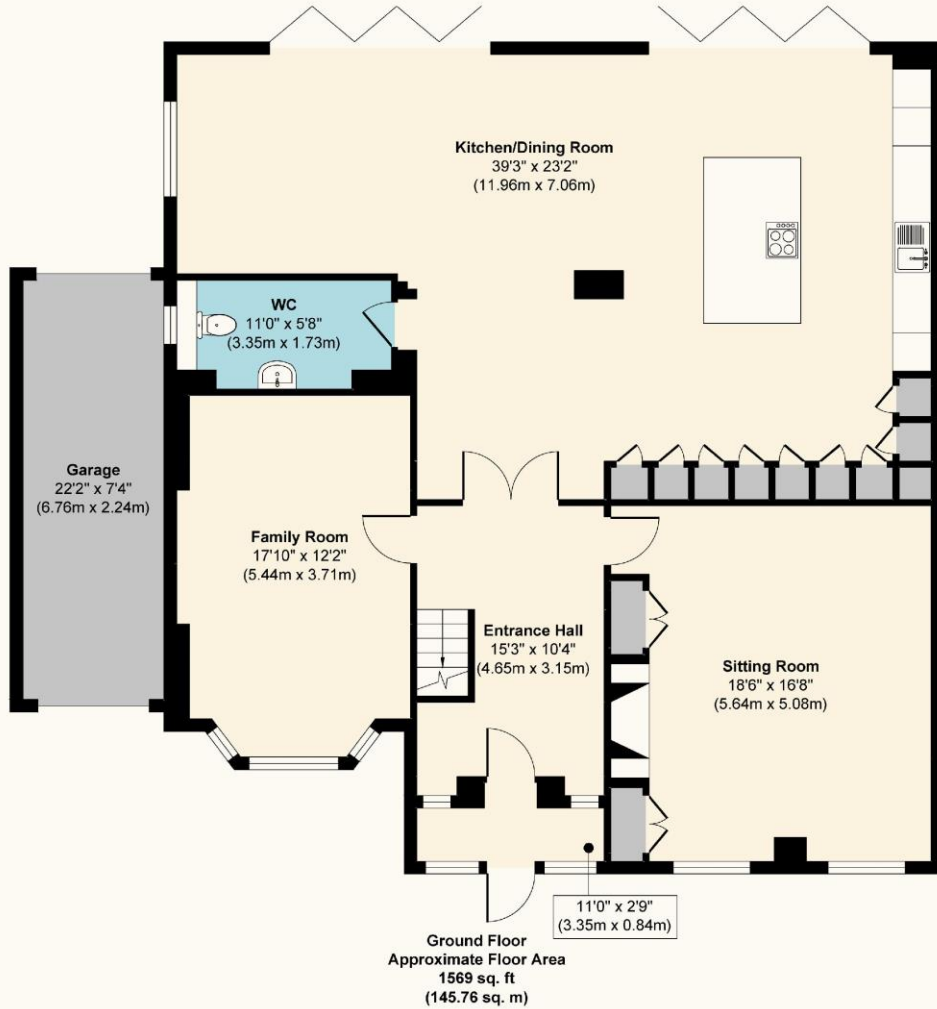 Kitchen/Dining Room
39'3" x 23'2"
(11.96m x 7.06m)
WC
11'0" x 5'8"
(3.35m x 1.73m)
Garage
22'2" x 7'4"
(6.76m x 2.24m)
Family Room
17'10" x 12'2"
(5.44m x 3.71m)
Entrance Hall
15'3" x 10'4"
(4.65m x 3.15m)
Sitting Room
18'6" x 16'8"
(5.64m x 5.08m)
11'0" x 2'9"
(3.35m x 0.84m)
Ground Floor
Approximate Floor Area
1569 sq. ft
(145.76 sq. m)